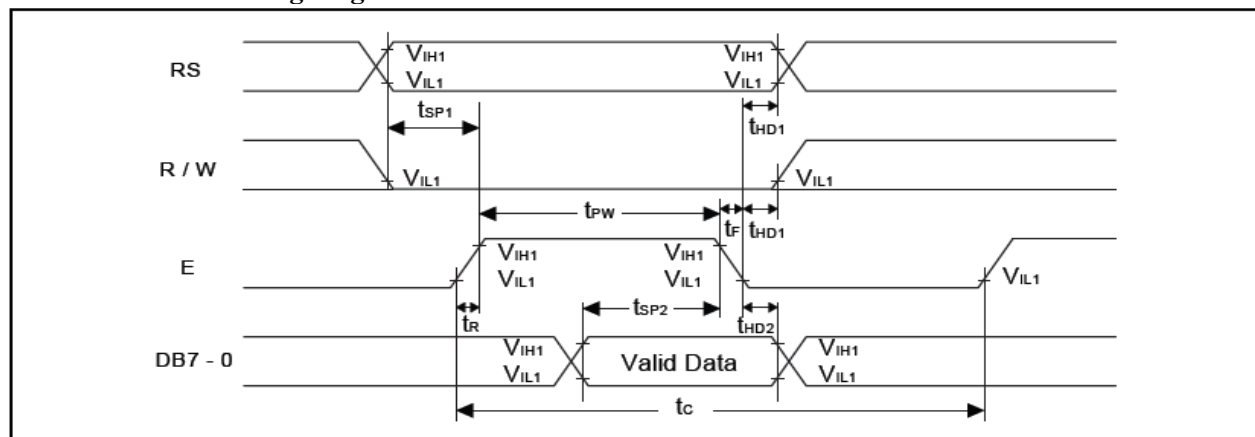 RS
VIH1 VIH1
VIL1 VIL1
tSP1 tHD1
R / W VIL1 VIL1
tPW tF tHD1
E VIH1 VIH1
VIL1 VIL1 VIL1
tR tSP2 tHD2
DB7 - 0 VIH1 Valid Data VIH1
VIL1 VIL1
tC